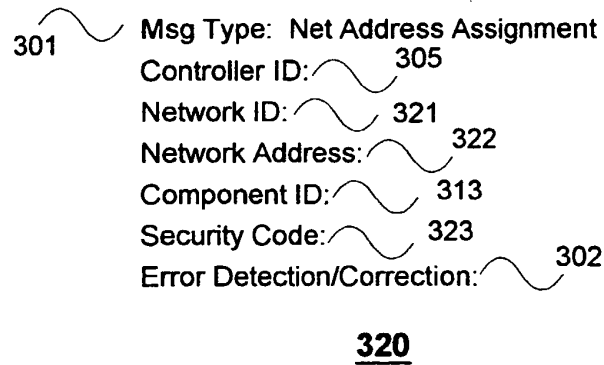 301 Msg Type: Net Address Assignment
Controller ID: 305
Network ID: 321
Network Address: 322
Component ID: 313
Security Code: 323
Error Detection/Correction: 302
320